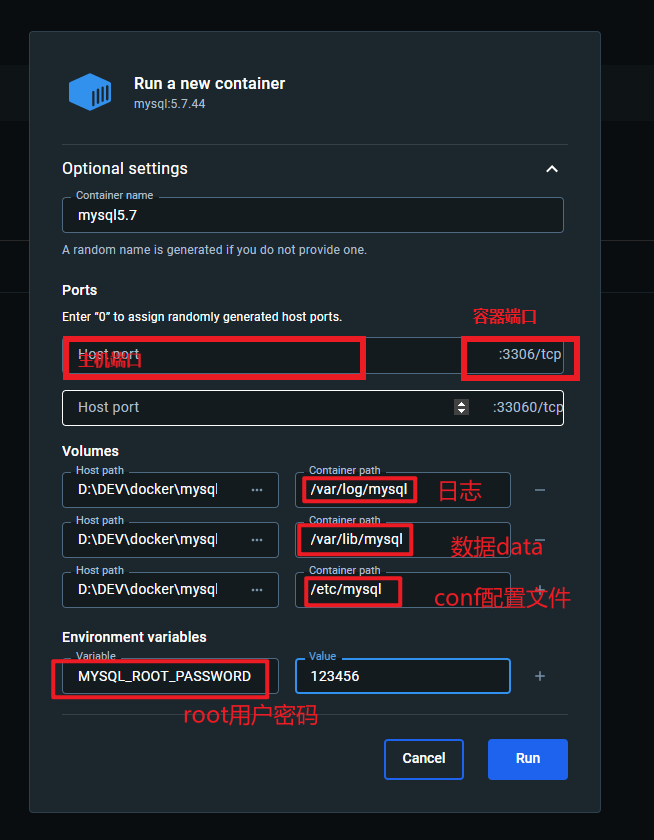 Run a new container
mysql:5.7.44
Optional settings
Container name
mysql5.7
A random name is generated if you do not provide one.
Ports
Enter “0” to assign randomly generated host ports.
容器端口
Host port
主机端口
:3306/tcp
Host port
:33060/tcp
Volumes
Host path
D:\DEV\docker\mysql
Container path
/var/log/mysql
日志
Host path
D:\DEV\docker\mysql
Container path
/var/lib/mysql
数据data
Host path
D:\DEV\docker\mysql
Container path
/etc/mysql
conf配置文件
Environment variables
Variable
MYSQL_ROOT_PASSWORD
Value
123456
root用户密码
Cancel
Run